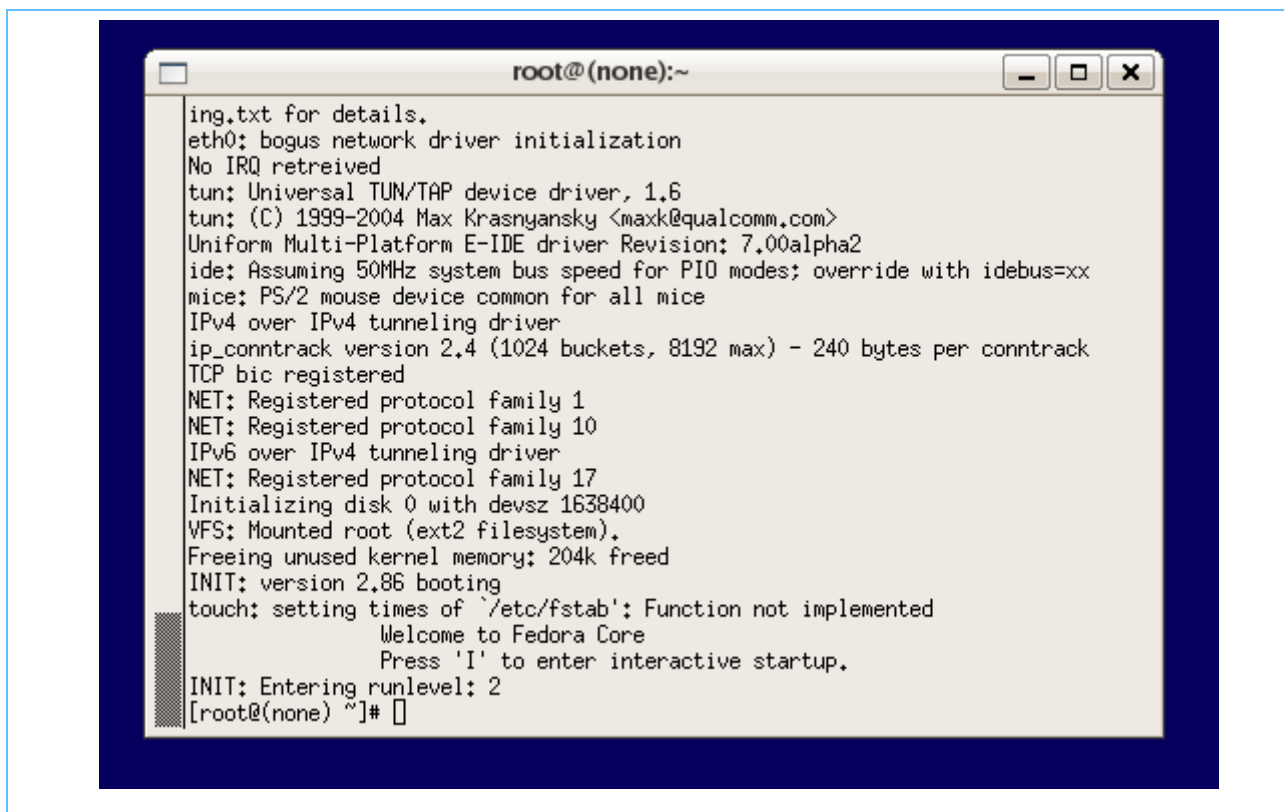 root@(none):~
ing.txt for details.
eth0: bogus network driver initialization
No IRQ retreived
tun: Universal TUN/TAP device driver, 1.6
tun: (C) 1999-2004 Max Krasnyansky <maxk@qualcomm.com>
Uniform Multi-Platform E-IDE driver Revision: 7.00alpha2
ide: Assuming 50MHz system bus speed for PIO modes; override with idebus=xx
mice: PS/2 mouse device common for all mice
IPv4 over IPv4 tunneling driver
ip_conntrack version 2.4 (1024 buckets, 8192 max) - 240 bytes per conntrack
TCP bic registered
NET: Registered protocol family 1
NET: Registered protocol family 10
IPv6 over IPv4 tunneling driver
NET: Registered protocol family 17
Initializing disk 0 with devsz 1638400
VFS: Mounted root (ext2 filesystem).
Freeing unused kernel memory: 204k freed
INIT: version 2.86 booting
touch: setting times of `/etc/fstab': Function not implemented
Welcome to Fedora Core
Press 'I' to enter interactive startup.
INIT: Entering runlevel: 2
[root@(none) ~]#